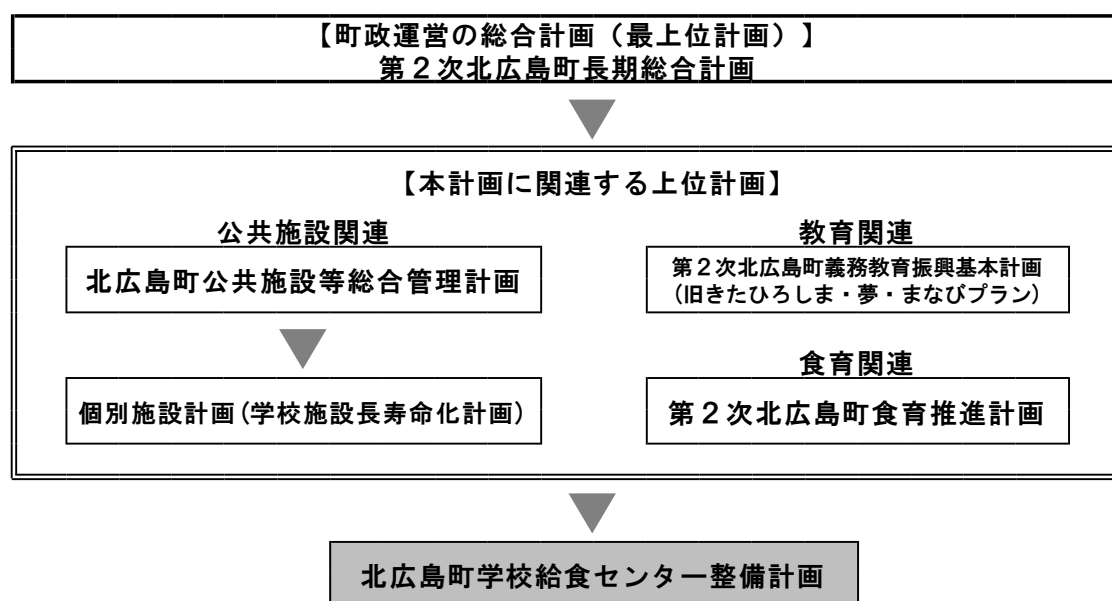 【町政運営の総合計画（最上位計画）】
第２次北広島町長期総合計画
【本計画に関連する上位計画】
公共施設関連
北広島町公共施設等総合管理計画
個別施設計画(学校施設長寿命化計画)
教育関連
第２次北広島町義務教育振興基本計画
(旧きたひろしま・夢・まなびプラン)
食育関連
第２次北広島町食育推進計画
北広島町学校給食センター整備計画